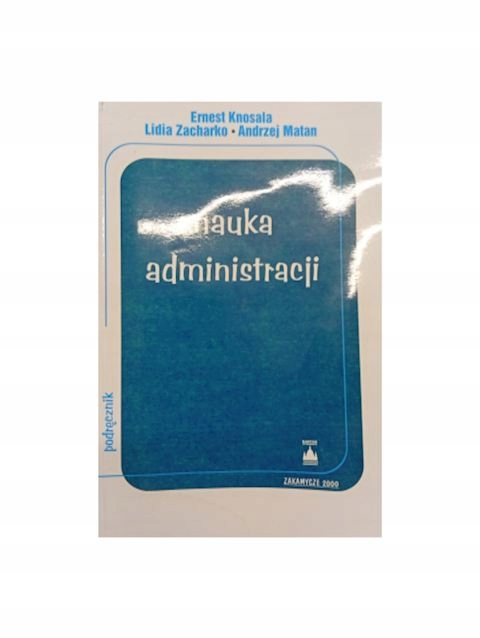 Ernest Knosala
Lidia Zacharko • Andrzej Matan
nauka
administracji
podręcznik
ZAKAMYCZE 2000